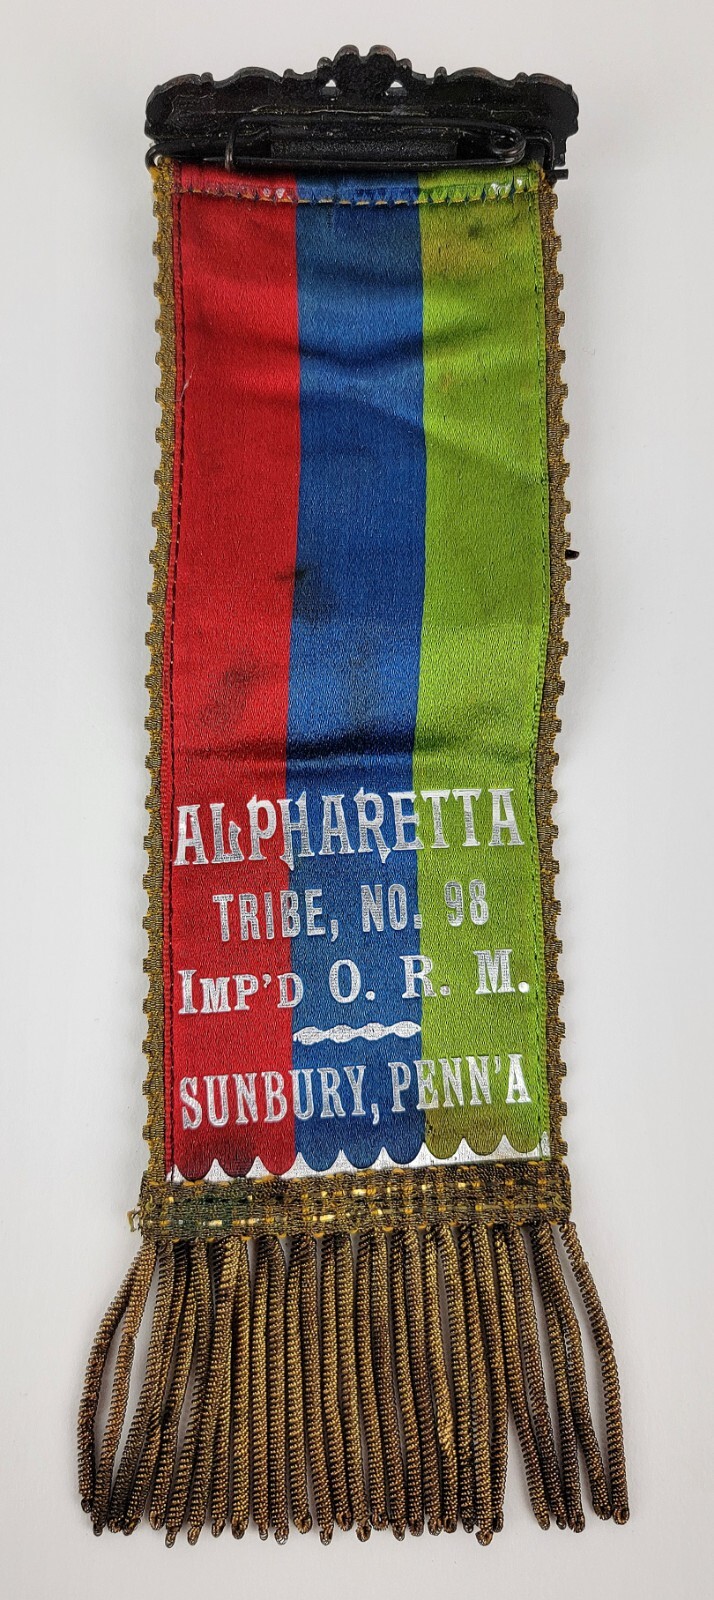 ALPHARETTA
TRIBE, NO. 98
IMP'D O. R. M.
SUNBURY, PENN'A